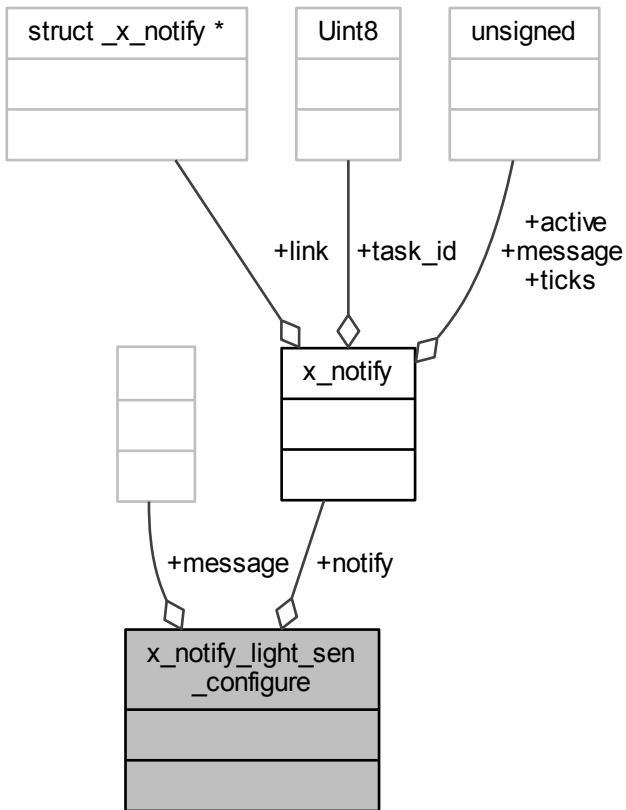 struct _x_notify *
Uint8
unsigned
+link
+task_id
+active
+message
+ticks
x_notify
+message
+notify
x_notify_light_sen
_configure